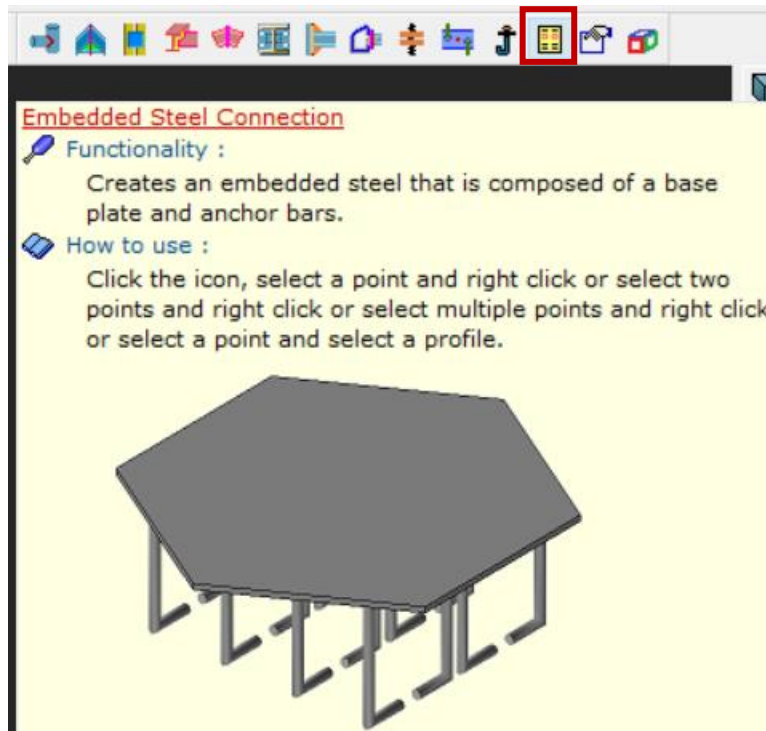 Embedded Steel Connection
Functionality :
Creates an embedded steel that is composed of a base
plate and anchor bars.
How to use :
Click the icon, select a point and right click or select two
points and right click or select multiple points and right click
or select a point and select a profile.